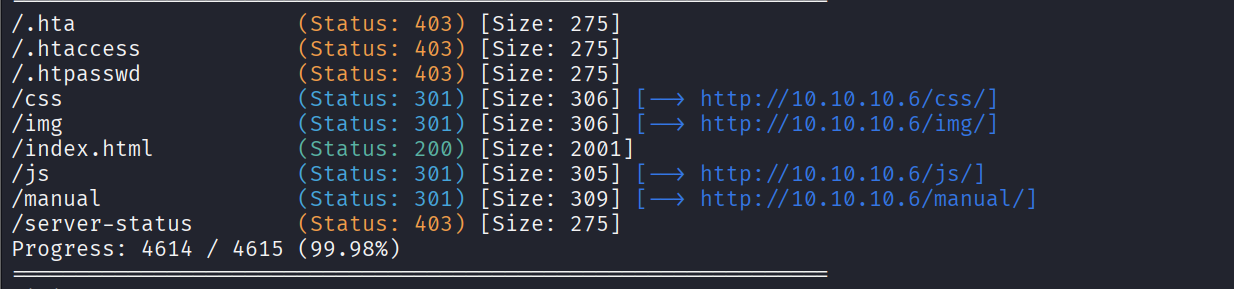 /.hta (Status: 403) [Size: 275]
/.htaccess (Status: 403) [Size: 275]
/.htpasswd (Status: 403) [Size: 275]
/css (Status: 301) [Size: 306] [--> http://10.10.10.6/css/]
/img (Status: 301) [Size: 306] [--> http://10.10.10.6/img/]
/index.html (Status: 200) [Size: 2001]
/js (Status: 301) [Size: 305] [--> http://10.10.10.6/js/]
/manual (Status: 301) [Size: 309] [--> http://10.10.10.6/manual/]
/server-status (Status: 403) [Size: 275]
Progress: 4614 / 4615 (99.98%)